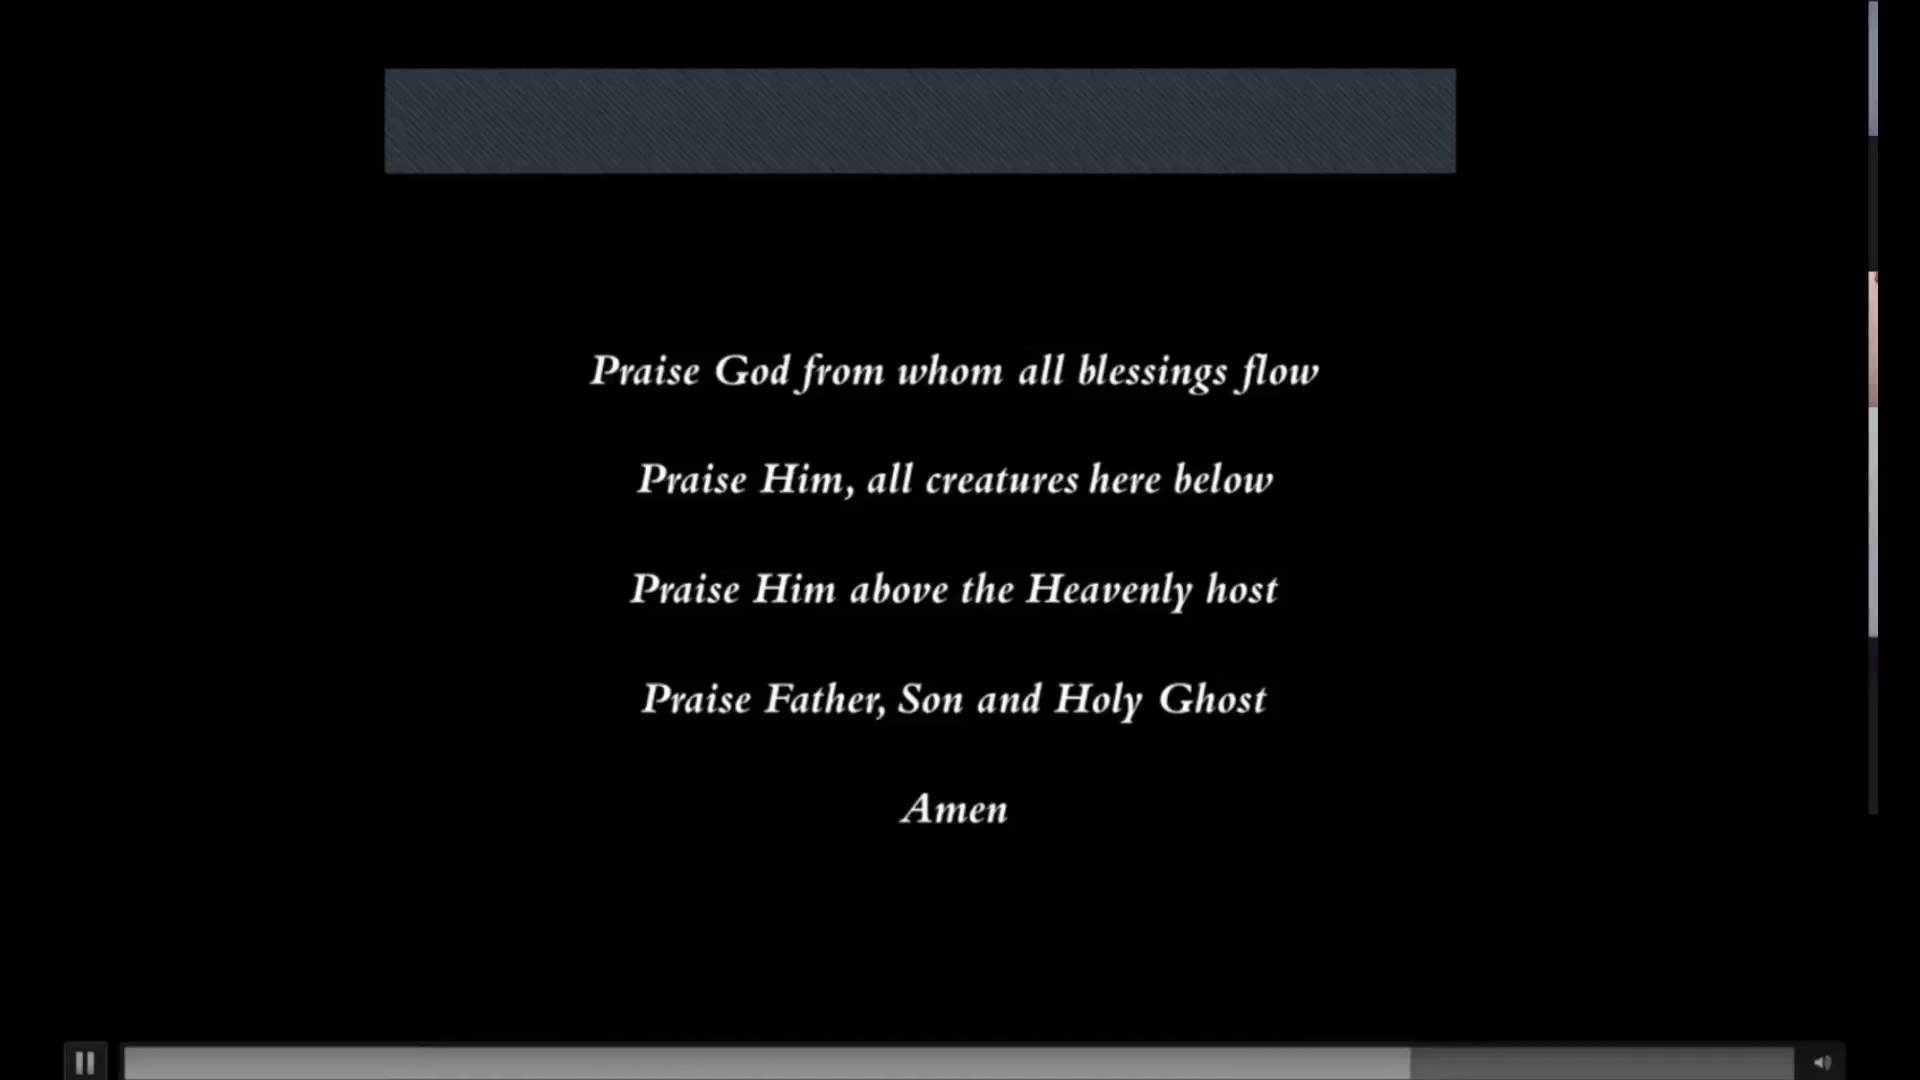 Praise God from whom all blessings flow
Praise Him, all creatures here below
Praise Him above the Heavenly host
Praise Father, Son and Holy Ghost
Amen